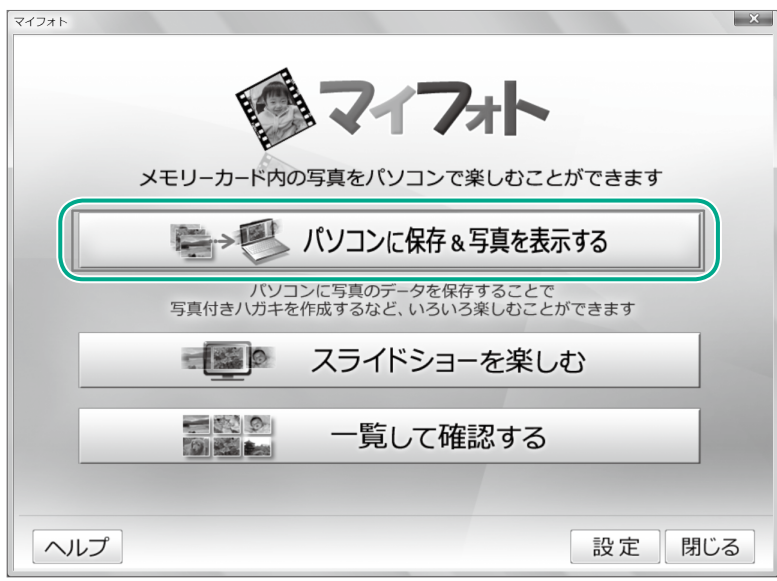 マイフォト
マイフォト
メモリーカード内の写真をパソコンで楽しむことができます
パソコンに保存&写真を表示する
パソコンに写真のデータを保存することで
写真付きハガキを作成するなど、いろいろ楽しむことができます
スライドショーを楽しむ
一覧して確認する
ヘルプ
設定
閉じる